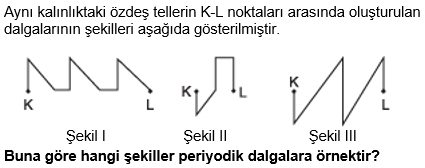 Aynı kalınlıktaki özdeş tellerin K-L noktaları arasında oluşturulan
dalgalarının şekilleri aşağıda gösterilmiştir.
K L K L K L
Şekil I Şekil II Şekil III
Buna göre hangi şekiller periyodik dalgalara örnektir?